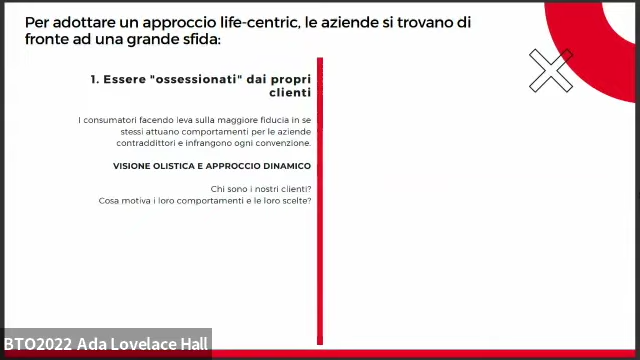 Per adottare un approccio life-centric, le aziende si trovano di
fronte ad una grande sfida:
1. Essere "ossessionati" dai propri
clienti
I consumatori facendo leva sulla maggiore fiducia in se
stessi attuano comportamenti per le aziende
contraddittori e infrangono ogni convenzione.
VISIONE OLISTICA E APPROCCIO DINAMICO
Chi sono i nostri clienti?
Cosa motiva i loro comportamenti e le loro scelte?
BTO2022 Ada Lovelace Hall